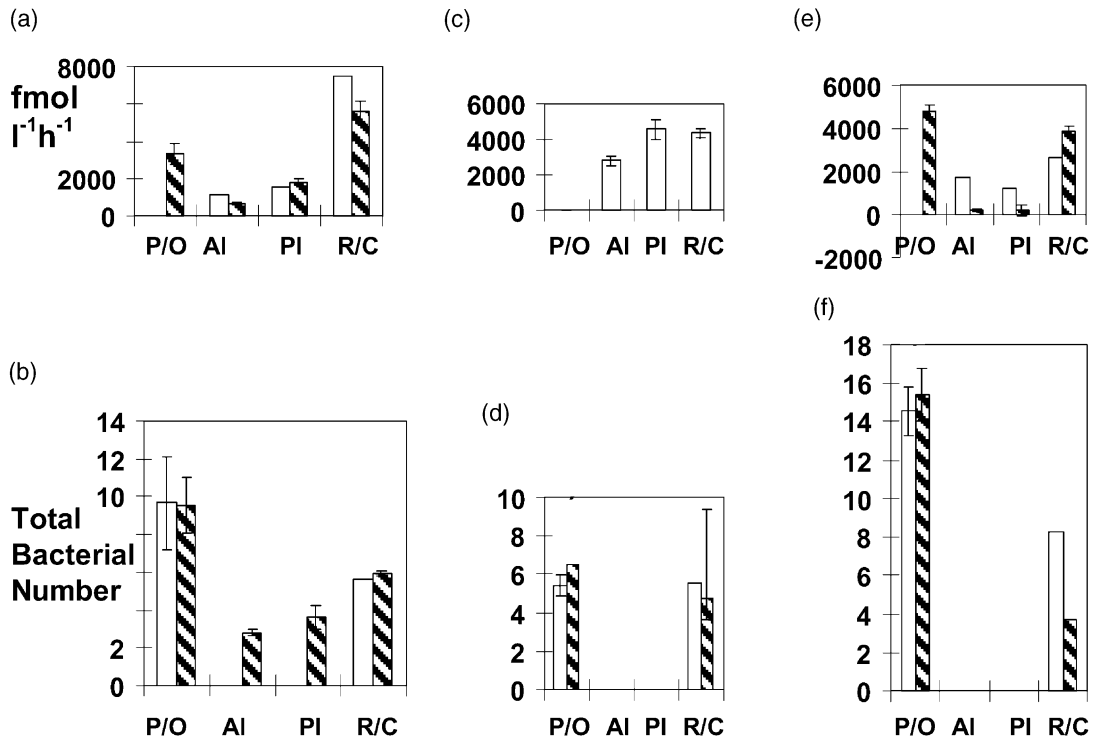 (a)
8000
fmol
l⁻¹h⁻¹
2000
0
P/O AI PI R/C
(c)
6000
4000
2000
0
P/O AI PI R/C
(e)
6000
4000
2000
0
-2000
P/O AI PI R/C
(b)
14
12
10
Total
Bacterial
Number
2
0
P/O AI PI R/C
(d)
10
8
6
4
2
0
P/O AI PI R/C
(f)
18
16
14
12
10
8
6
4
2
0
P/O AI PI R/C